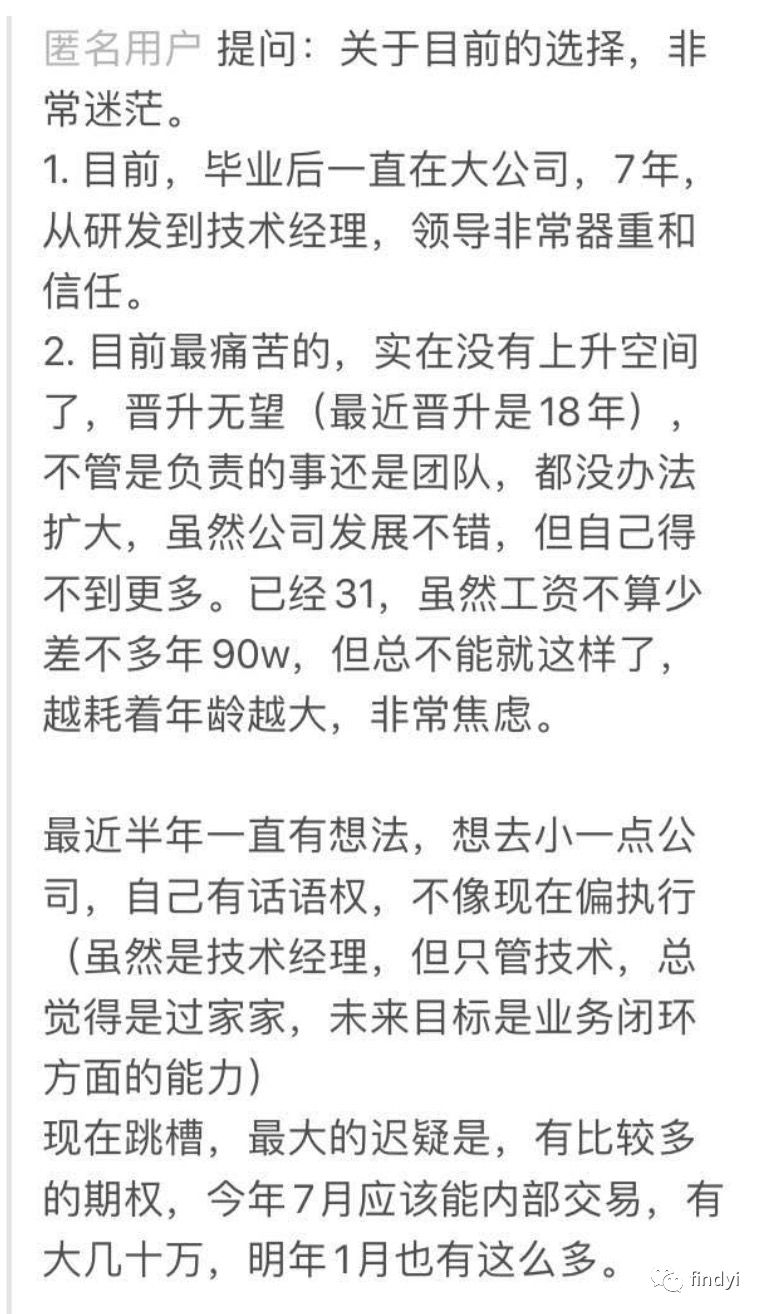 匿名用户 提问：关于目前的选择，非
常迷茫。
1. 目前，毕业后一直在大公司，7年，
从研发到技术经理，领导非常器重和
信任。
2. 目前最痛苦的，实在没有上升空间
了，晋升无望（最近晋升是18年），
不管是负责的事还是团队，都没办法
扩大，虽然公司发展不错，但自己得
不到更多。已经31，虽然工资不算少
差不多年90w，但总不能就这样了，
越耗着年龄越大，非常焦虑。
最近半年一直有想法，想去小一点公
司，自己有话语权，不像现在偏执行
（虽然是技术经理，但只管技术，总
觉得是过家家，未来目标是业务闭环
方面的能力）
现在跳槽，最大的迟疑是，有比较多
的期权，今年7月应该能内部交易，有
大几十万，明年1月也有这么多。
findyi